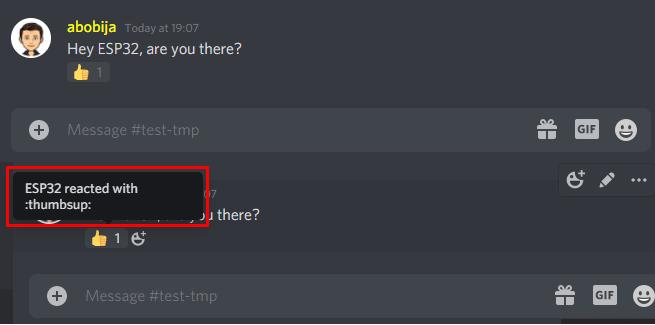 abobija Today at 19:07
Hey ESP32, are you there?
1
Message #test-tmp
GIF
ESP32 reacted with
:thumbsup:
:07
you there?
1
Message #test-tmp
GIF